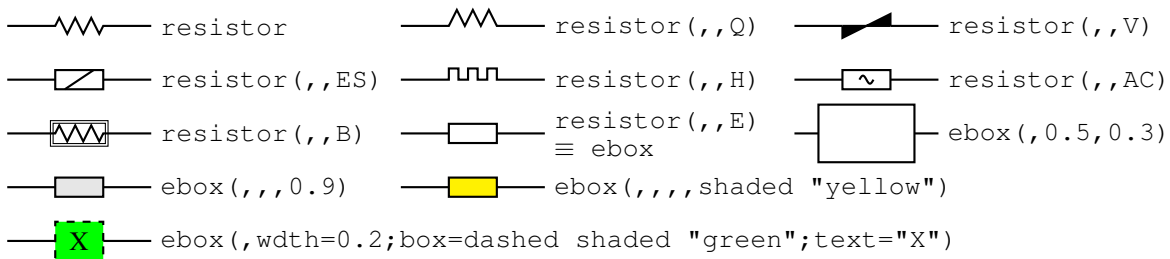 resistor
resistor(,,Q)
resistor(,,V)
resistor(,,ES)
resistor(,,H)
resistor(,,AC)
resistor(,,B)
resistor(,,E)
≡ ebox
ebox(,0.5,0.3)
ebox(,,,0.9)
ebox(,,,,shaded "yellow")
X
ebox(,wdth=0.2;box=dashed shaded "green";text="X")